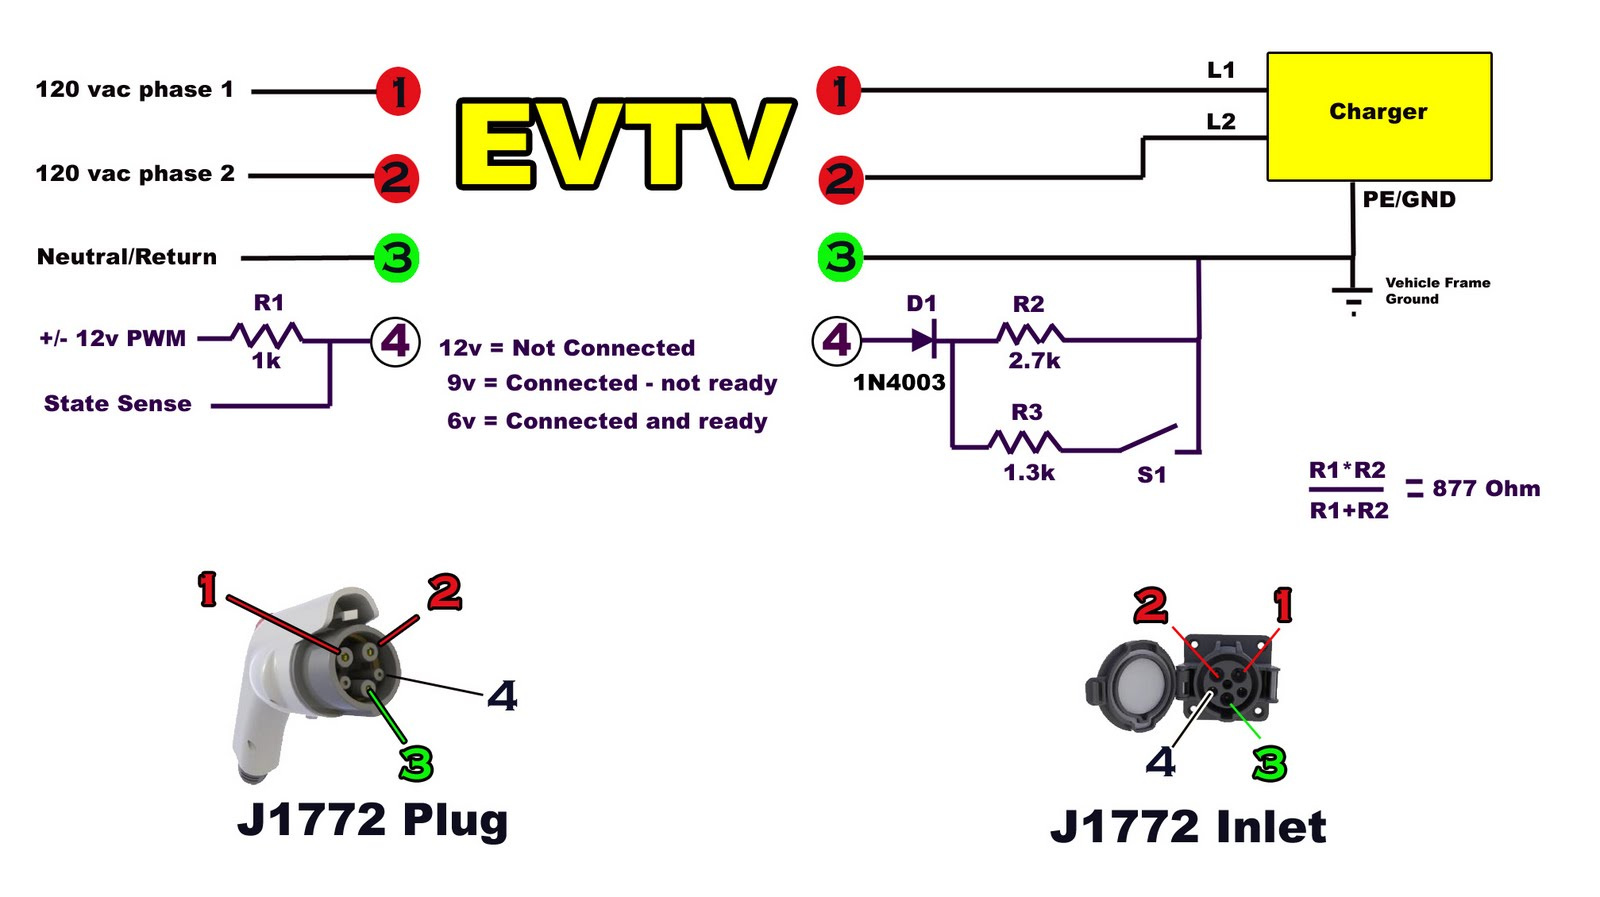 120 vac phase 1
1
EVTV
1
L1
Charger
L2
120 vac phase 2
2
2
PE/GND
Neutral/Return
3
3
Vehicle Frame
Ground
R1
D1
R2
+/- 12v PWM
4
4
12v = Not Connected
1k
2.7k
9v = Connected - not ready
1N4003
State Sense
6v = Connected and ready
R3
1.3k
S1
R1*R2
R1+R2
= 877 Ohm
1
2
4
3
J1772 Plug
2
1
4
3
J1772 Inlet